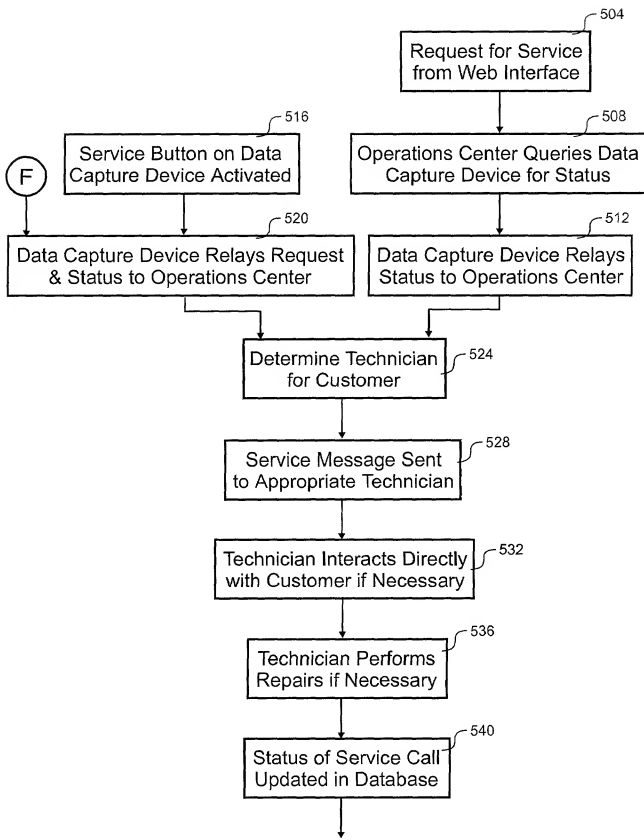 504
Request for Service
from Web Interface
516
Service Button on Data
Capture Device Activated
508
Operations Center Queries Data
Capture Device for Status
F
520
Data Capture Device Relays Request
& Status to Operations Center
512
Data Capture Device Relays
Status to Operations Center
Determine Technician
for Customer
524
Service Message Sent
to Appropriate Technician
528
Technician Interacts Directly
with Customer if Necessary
532
Technician Performs
Repairs if Necessary
536
Status of Service Call
Updated in Database
540